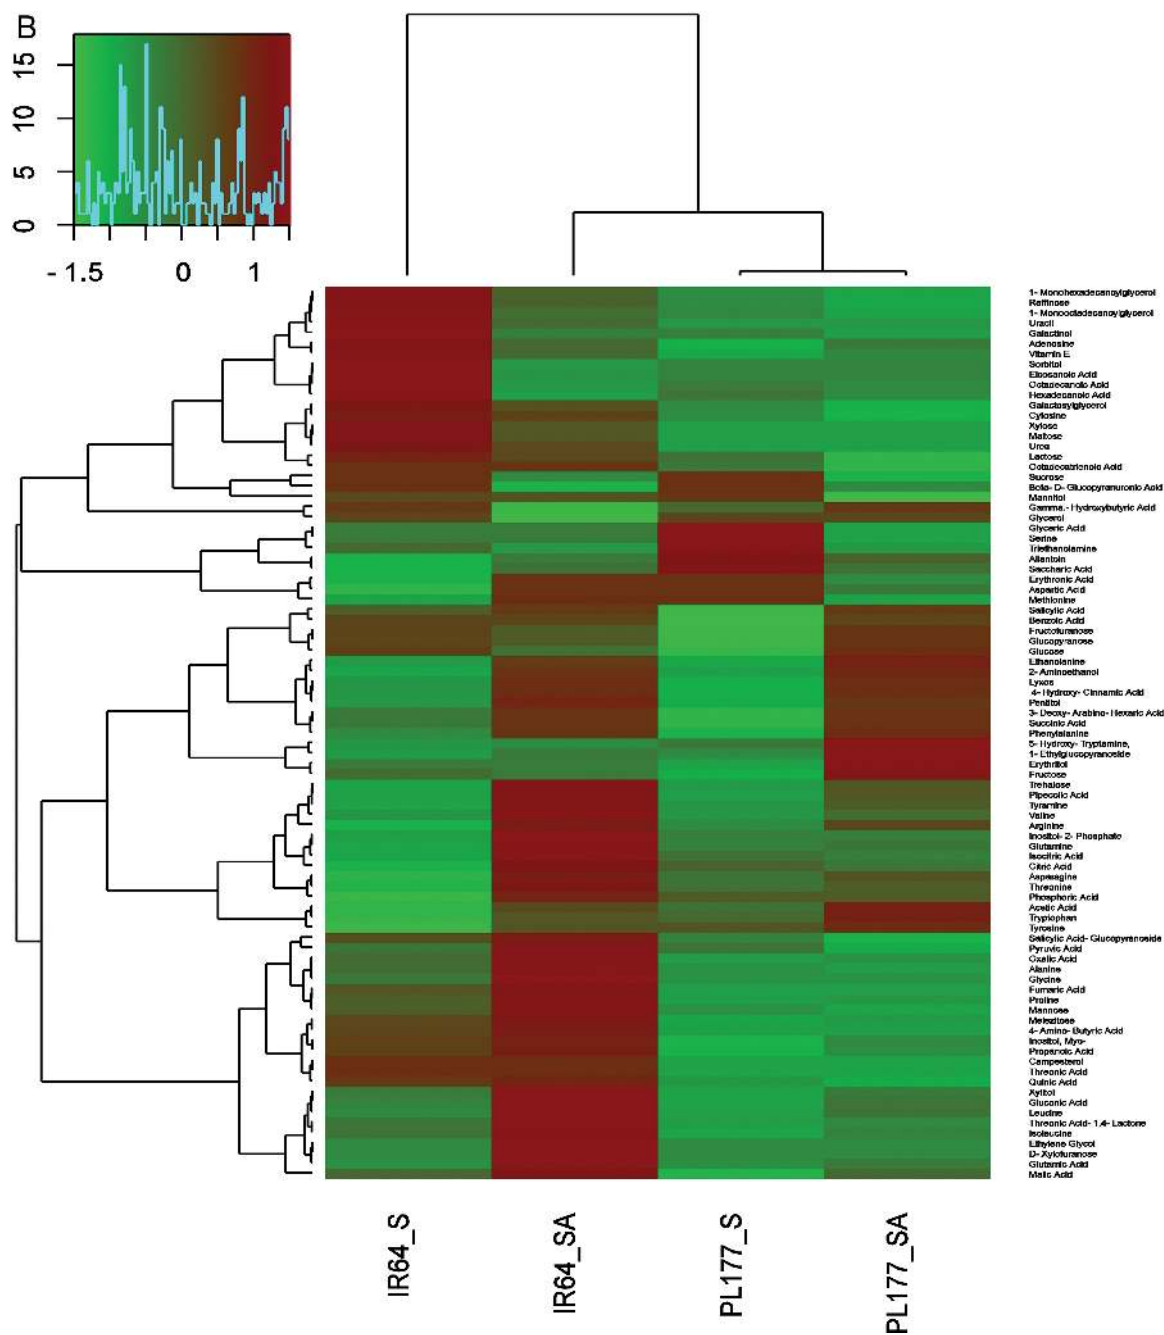 B
15
10
5
0
- 1.5 0 1
1- Monohexadecanoylglycerol
Raffinose
1- Monooctadecanoylglycerol
Uracil
Galactinol
Adenosine
Vitamin E
Sorbitol
Eicosanoic Acid
Octadecanoic Acid
Hexadecanoic Acid
Galactosylglycerol
Cytosine
Xylose
Maltose
Urea
Lactose
Octadecatrienoic Acid
Sucrose
Beta- D- Glucopyranuronic Acid
Mannitol
Gamma.- Hydroxybutyric Acid
Glycerol
Glyceric Acid
Serine
Triethanolamine
Allantoin
Saccharic Acid
Erythronic Acid
Aspartic Acid
Methionine
Salicylic Acid
Benzoic Acid
Fructofuranose
Glucopyranose
Glucose
Ethanolanine
2- Aminoethanol
Lyxos
4- Hydroxy- Cinnamic Acid
Pentitol
3- Deoxy- Arabino- Hexaric Acid
Succinic Acid
Phenylalanine
5- Hydroxy- Tryptamine,
1- Ethylglucopyranoside
Erythritol
Fructose
Trehalose
Pipecolic Acid
Tyramine
Valine
Arginine
Inositol- 2- Phosphate
Glutamine
Isocitric Acid
Citric Acid
Asparagine
Threonine
Phosphoric Acid
Acetic Acid
Tryptophan
Tyrosine
Salicylic Acid- Glucopyranoside
Pyruvic Acid
Oxalic Acid
Alanine
Glycine
Fumaric Acid
Proline
Mannose
Melezitose
4- Amino- Butyric Acid
Inositol, Myo-
Propanoic Acid
Campesterol
Threonic Acid
Quinic Acid
Xylitol
Gluconic Acid
Leucine
Threonic Acid- 1,4- Lactone
Isoleucine
Ethylene Glycol
D- Xylofuranose
Glutamic Acid
Malic Acid
IR64_S
IR64_SA
PL177_S
PL177_SA